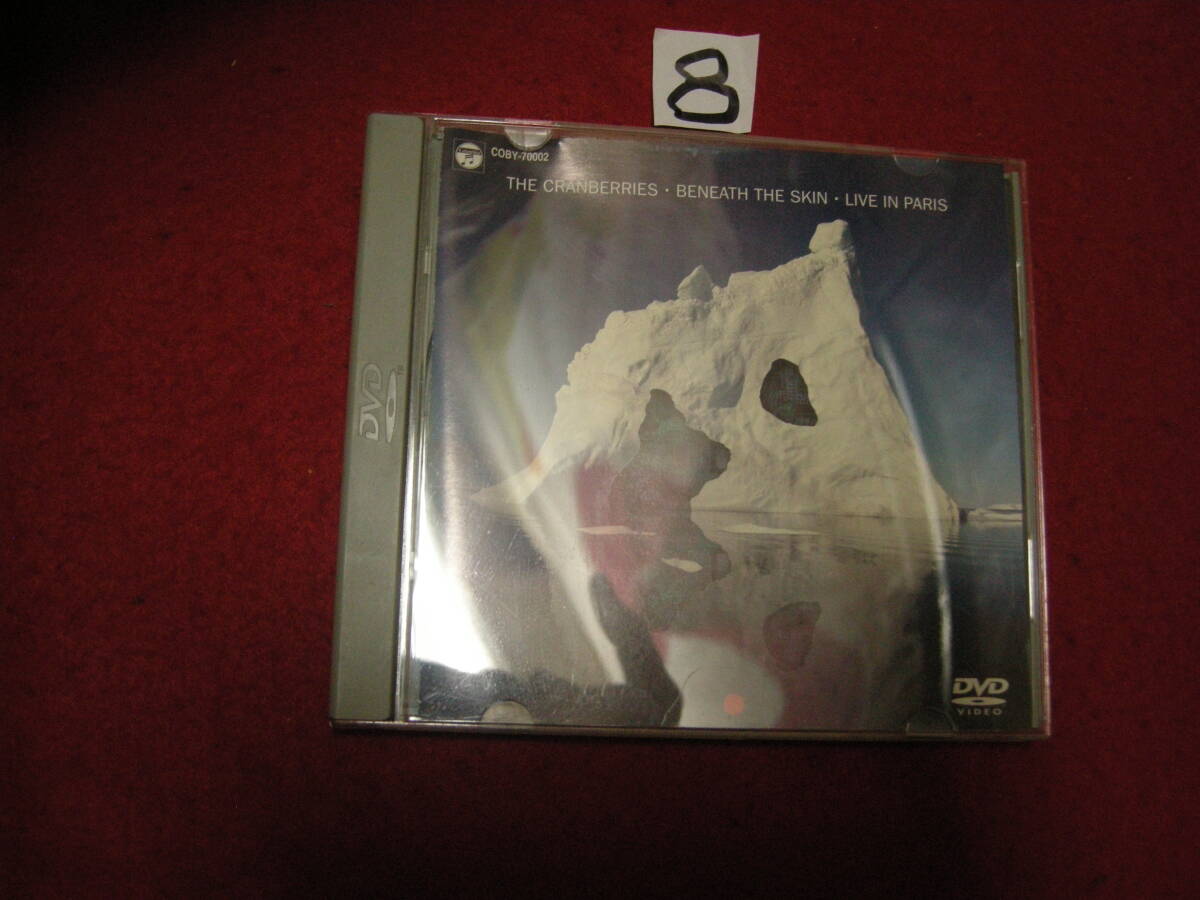 8
COBY-70002
THE CRANBERRIES · BENEATH THE SKIN · LIVE IN PARIS
DVD
DVD
VIDEO